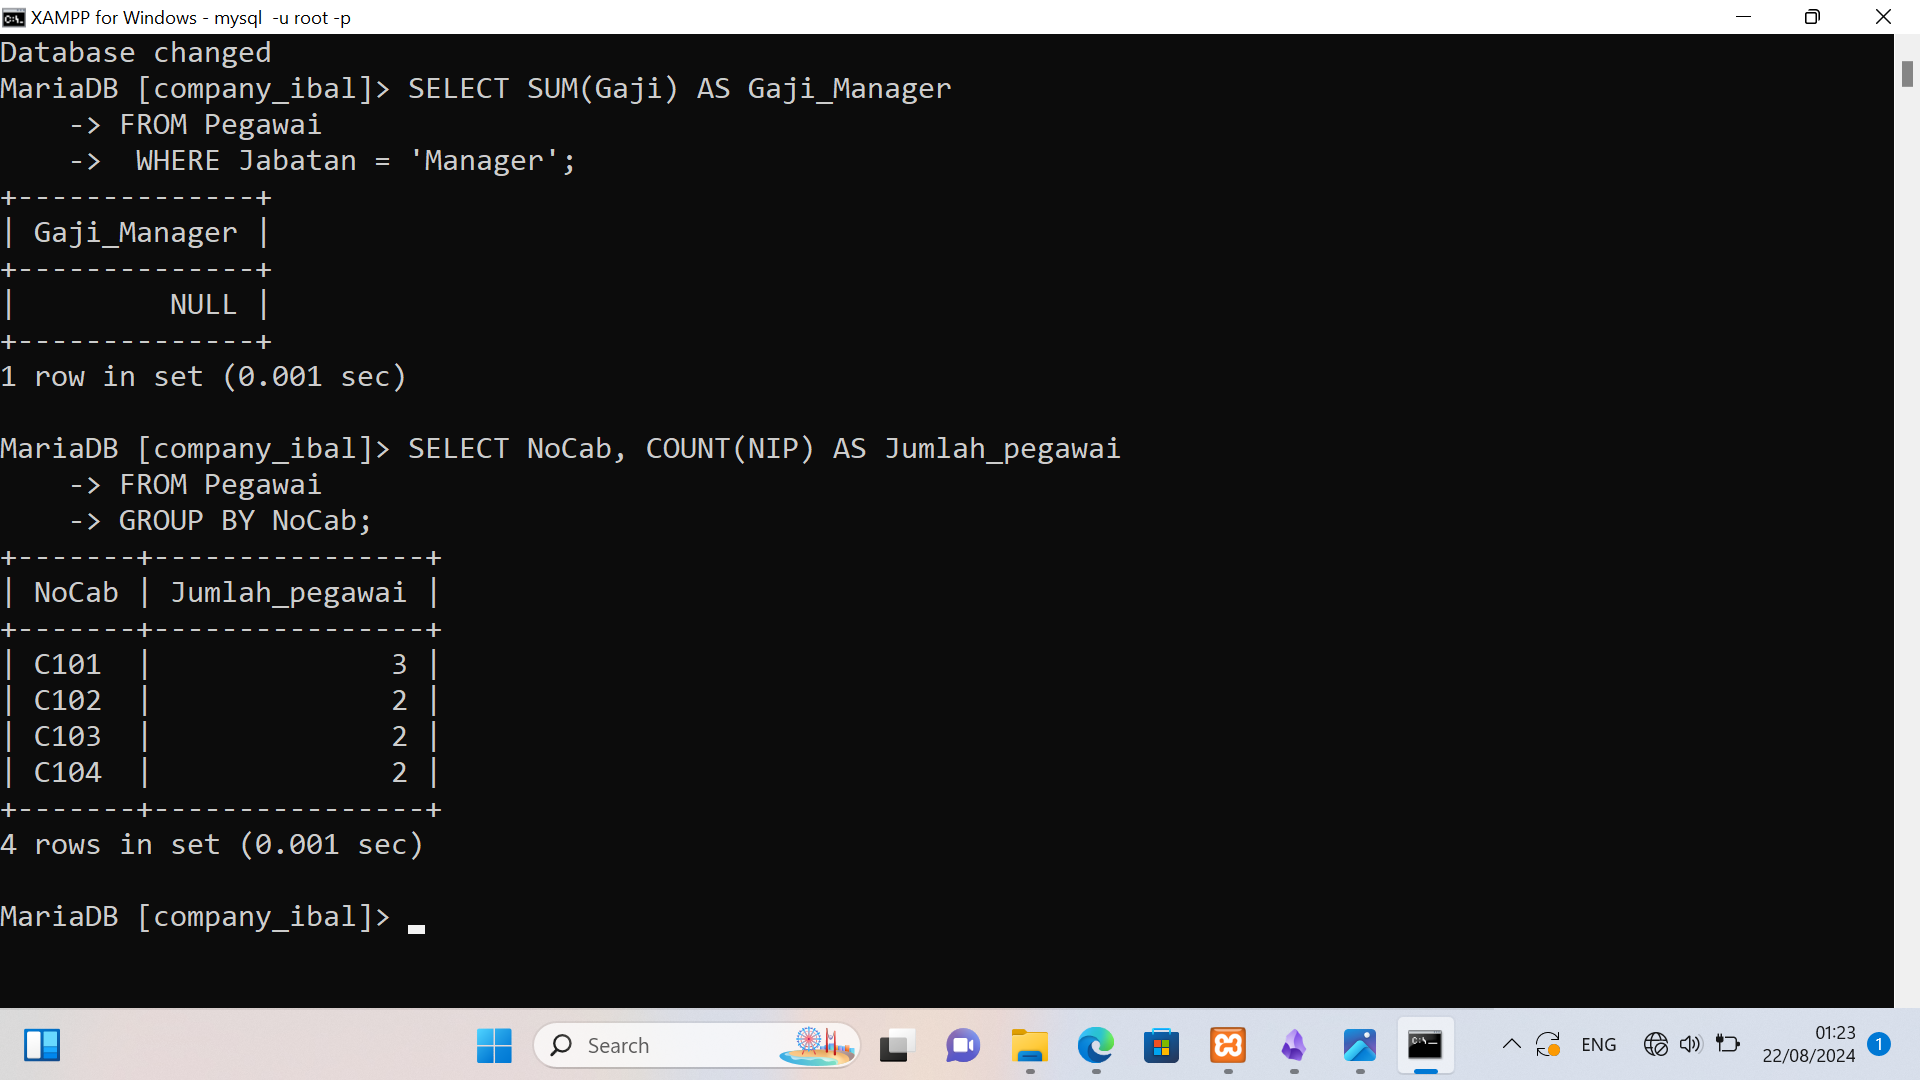 XAMPP for Windows - mysql  -u root -p
Database changed
MariaDB [company_ibal]> SELECT SUM(Gaji) AS Gaji_Manager
    -> FROM Pegawai
    ->  WHERE Jabatan = 'Manager';
+--------------+
| Gaji_Manager |
+--------------+
|         NULL |
+--------------+
1 row in set (0.001 sec)

MariaDB [company_ibal]> SELECT NoCab, COUNT(NIP) AS Jumlah_pegawai
    -> FROM Pegawai
    -> GROUP BY NoCab;
+-------+----------------+
| NoCab | Jumlah_pegawai |
+-------+----------------+
| C101  |              3 |
| C102  |              2 |
| C103  |              2 |
| C104  |              2 |
+-------+----------------+
4 rows in set (0.001 sec)

MariaDB [company_ibal]>
Search
ENG
01:23
22/08/2024
1